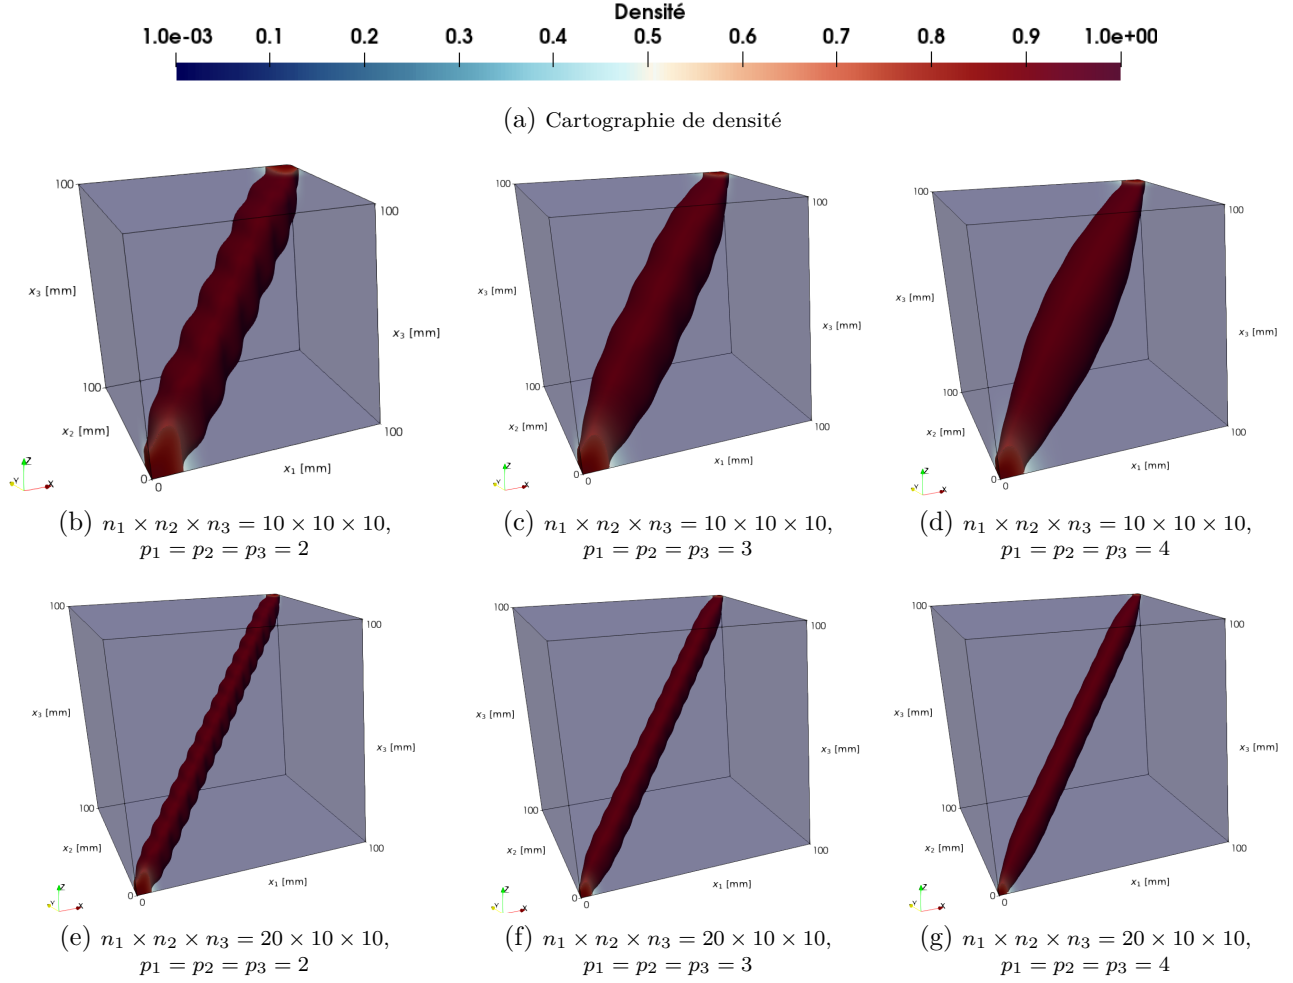 Densité
1.0e-03 0.1 0.2 0.3 0.4 0.5 0.6 0.7 0.8 0.9 1.0e+00
(a) Cartographie de densité
100 100 x₃ [mm] x₃ [mm] 100 x₂ [mm] 100 x₁ [mm] 0 0 Z Y X
100 100 x₃ [mm] x₃ [mm] 100 x₂ [mm] 100 x₁ [mm] 0 0 Z Y X
100 100 x₃ [mm] x₃ [mm] 100 x₂ [mm] 100 x₁ [mm] 0 0 Z Y X
(b) n₁ × n₂ × n₃ = 10 × 10 × 10,
p₁ = p₂ = p₃ = 2
(c) n₁ × n₂ × n₃ = 10 × 10 × 10,
p₁ = p₂ = p₃ = 3
(d) n₁ × n₂ × n₃ = 10 × 10 × 10,
p₁ = p₂ = p₃ = 4
100 100 x₃ [mm] x₃ [mm] 100 x₂ [mm] 100 x₁ [mm] 0 0 Z Y X
100 100 x₃ [mm] x₃ [mm] 100 x₂ [mm] 100 x₁ [mm] 0 0 Z Y X
100 100 x₃ [mm] x₃ [mm] 100 x₂ [mm] 100 x₁ [mm] 0 0 Z Y X
(e) n₁ × n₂ × n₃ = 20 × 10 × 10,
p₁ = p₂ = p₃ = 2
(f) n₁ × n₂ × n₃ = 20 × 10 × 10,
p₁ = p₂ = p₃ = 3
(g) n₁ × n₂ × n₃ = 20 × 10 × 10,
p₁ = p₂ = p₃ = 4